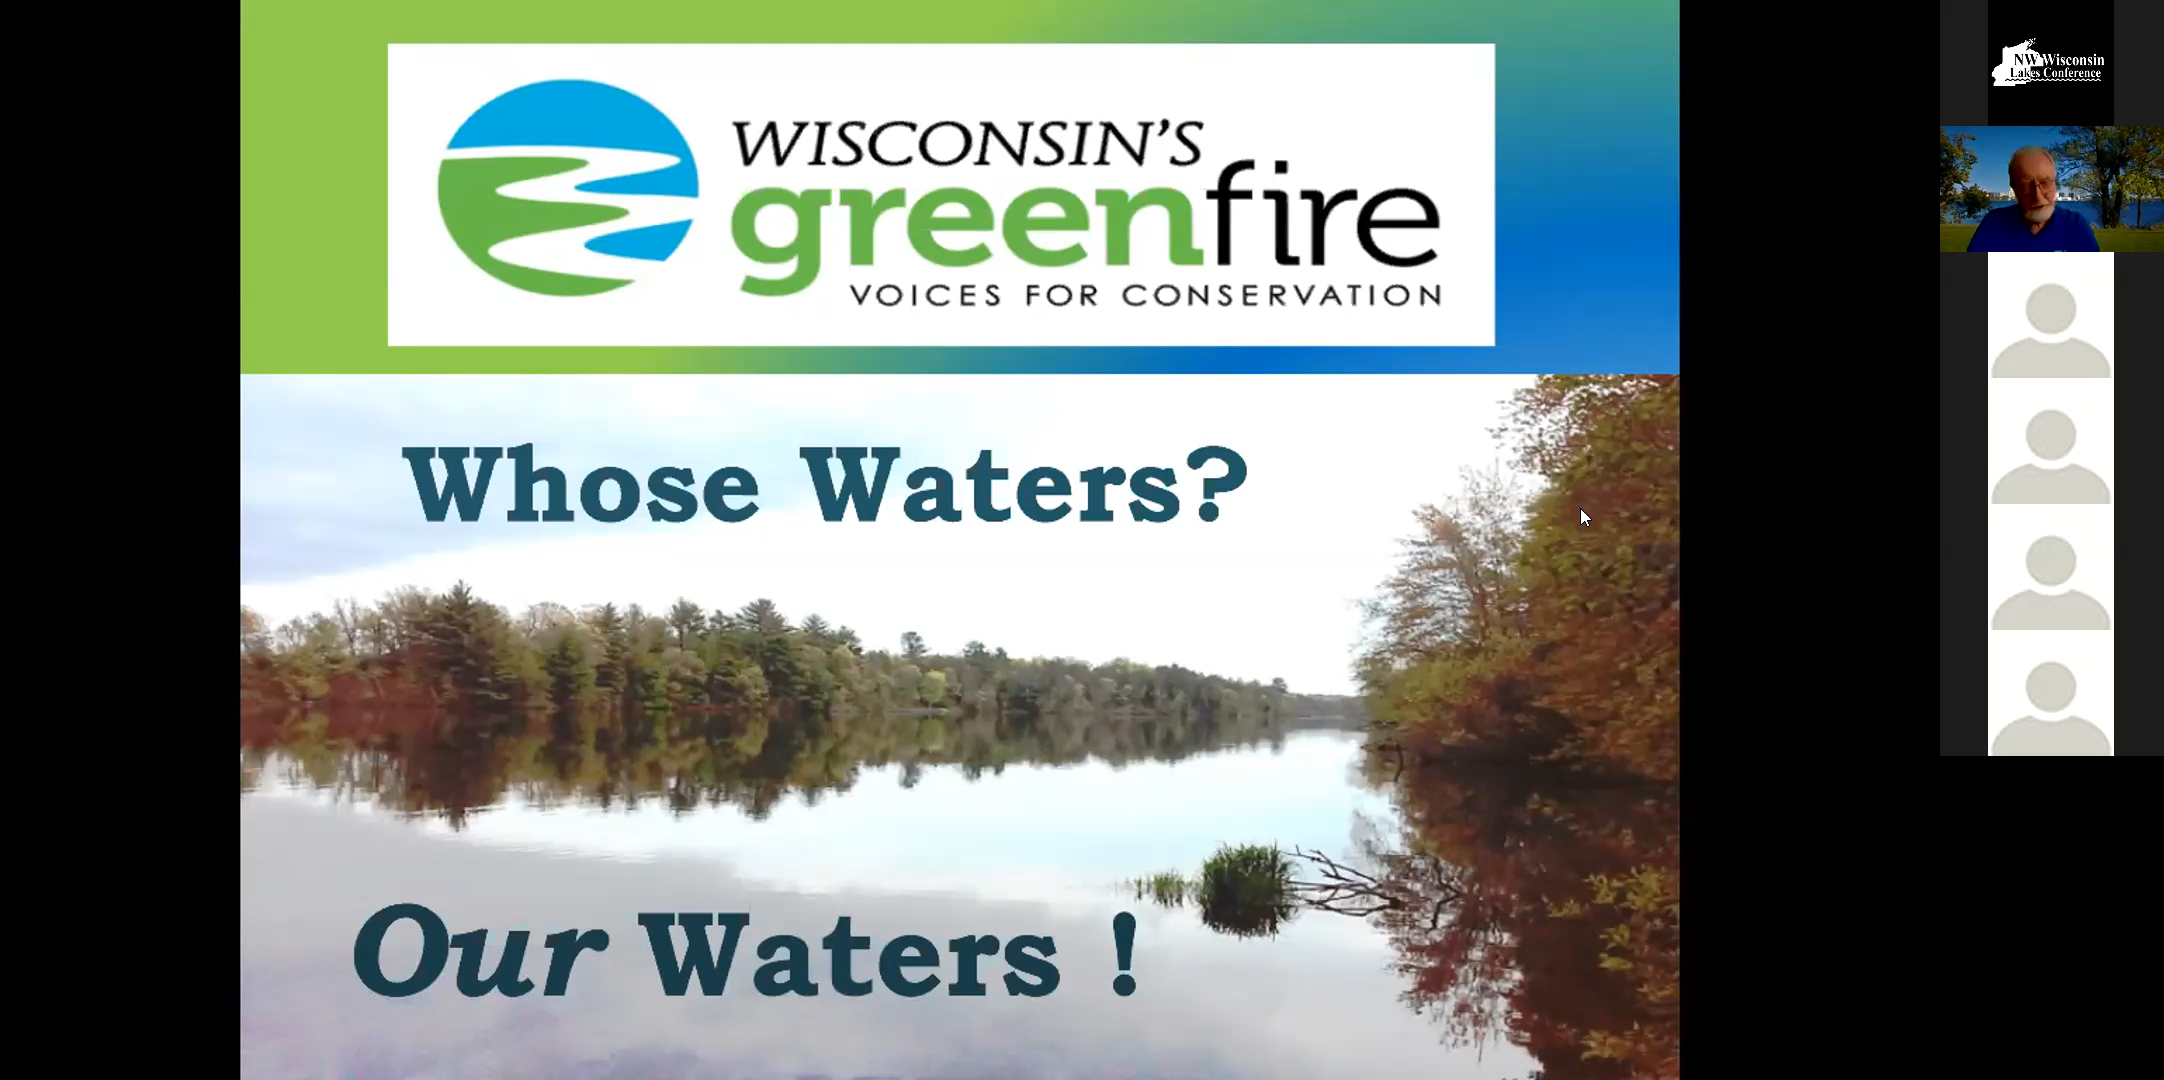 WISCONSIN'S
greenfire
VOICES FOR CONSERVATION
Whose Waters?
Our Waters !
NW Wisconsin
Lakes Conference